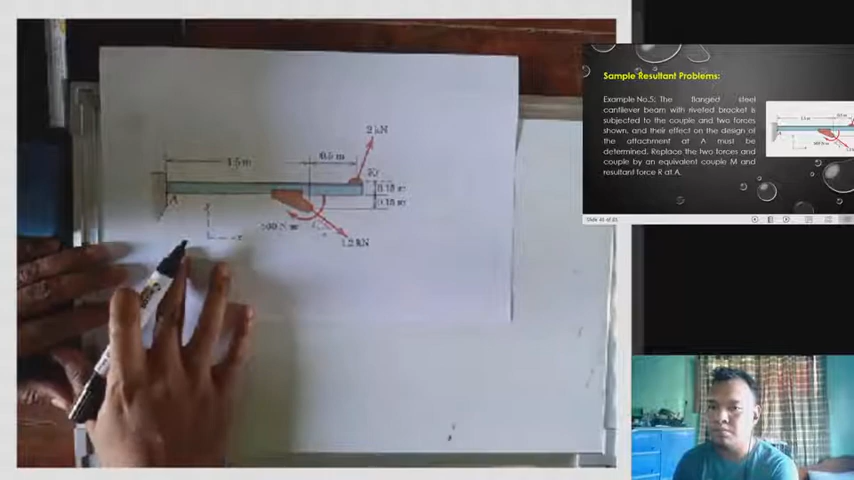 2 kN
1.5 m
0.5 m
0.15 m
0.15 m
A
500 N·m
1.2 kN
Sample Resultant Problems:
Example No.5: The flanged steel
cantilever beam with riveted bracket is
subjected to the couple and two forces
shown, and their effect on the design of
the attachment at A must be
determined. Replace the two forces and
couple by an equivalent couple M and
resultant force R at A.